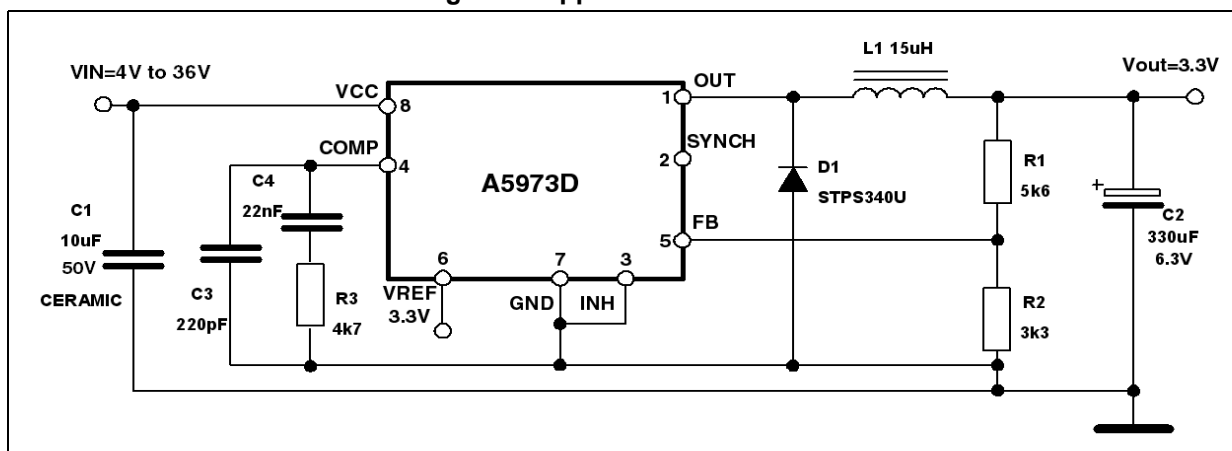 L1 15uH
VIN=4V to 36V
Vout=3.3V
VCC
OUT
8
1
COMP
SYNCH
4
2
A5973D
C4
22nF
D1
STPS340U
R1
5k6
C1
10uF
50V
CERAMIC
FB
5
+
C2
330uF
6.3V
6
7
3
C3
220pF
R3
4k7
VREF
3.3V
GND
INH
R2
3k3